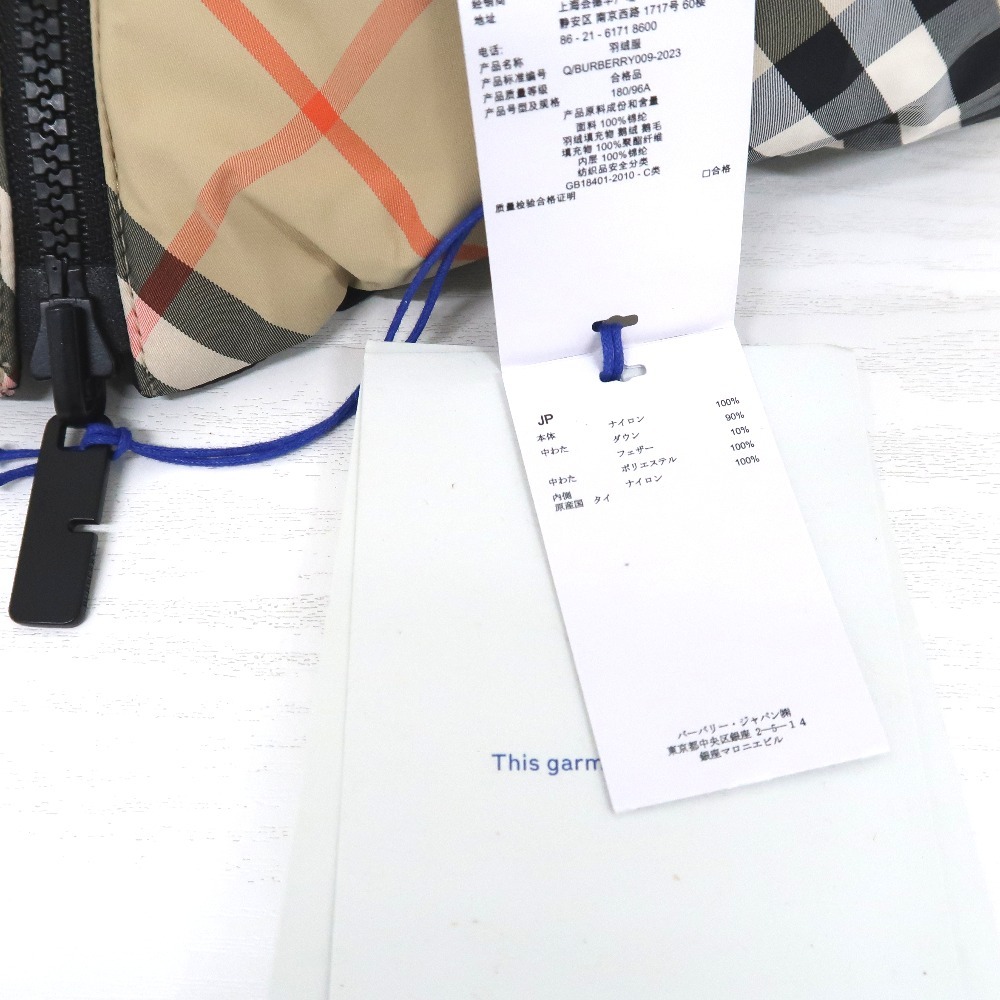 经销商 上海会德丰
地址 静安区 南京西路 1717号 60楼
电话: 86 - 21 - 6171 8600
产品名称 羽绒服
产品标准编号 Q/BURBERRY009-2023
产品质量等级 合格品
产品号型及规格 180/96A
产品原料成份和含量
面料 100%锦纶
羽绒填充物 鹅绒 鹅毛
填充物 100%聚酯纤维
内层 100%锦纶
纺织品安全分类
GB18401-2010 - C类
质量检验合格证明 □合格
JP
本体 ナイロン 100%
中わた ダウン 90%
フェザー 10%
中わた ポリエステル 100%
内側 ナイロン 100%
原産国 タイ
バーバリー・ジャパン㈱
東京都中央区銀座 2－5－14
銀座マロニエビル
This garm